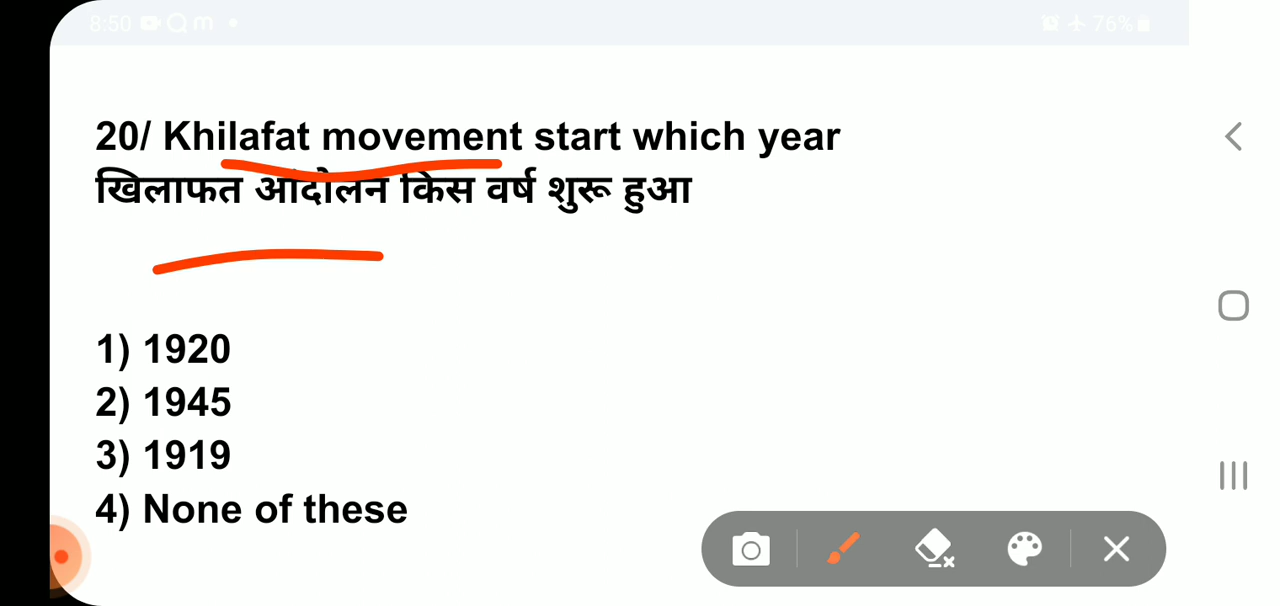 8:50 m
76%
20/ Khilafat movement start which year
खिलाफत आंदोलन किस वर्ष शुरू हुआ
1) 1920
2) 1945
3) 1919
4) None of these